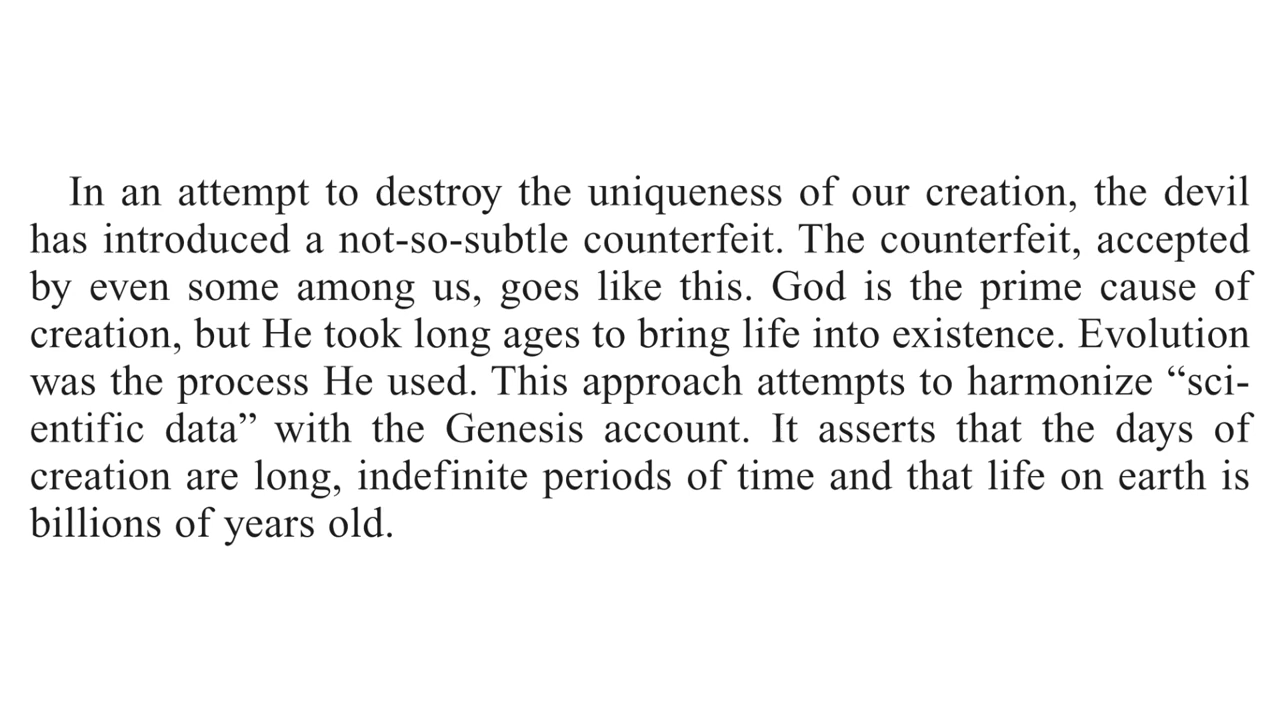 In an attempt to destroy the uniqueness of our creation, the devil
has introduced a not-so-subtle counterfeit. The counterfeit, accepted
by even some among us, goes like this. God is the prime cause of
creation, but He took long ages to bring life into existence. Evolution
was the process He used. This approach attempts to harmonize “sci-
entific data” with the Genesis account. It asserts that the days of
creation are long, indefinite periods of time and that life on earth is
billions of years old.